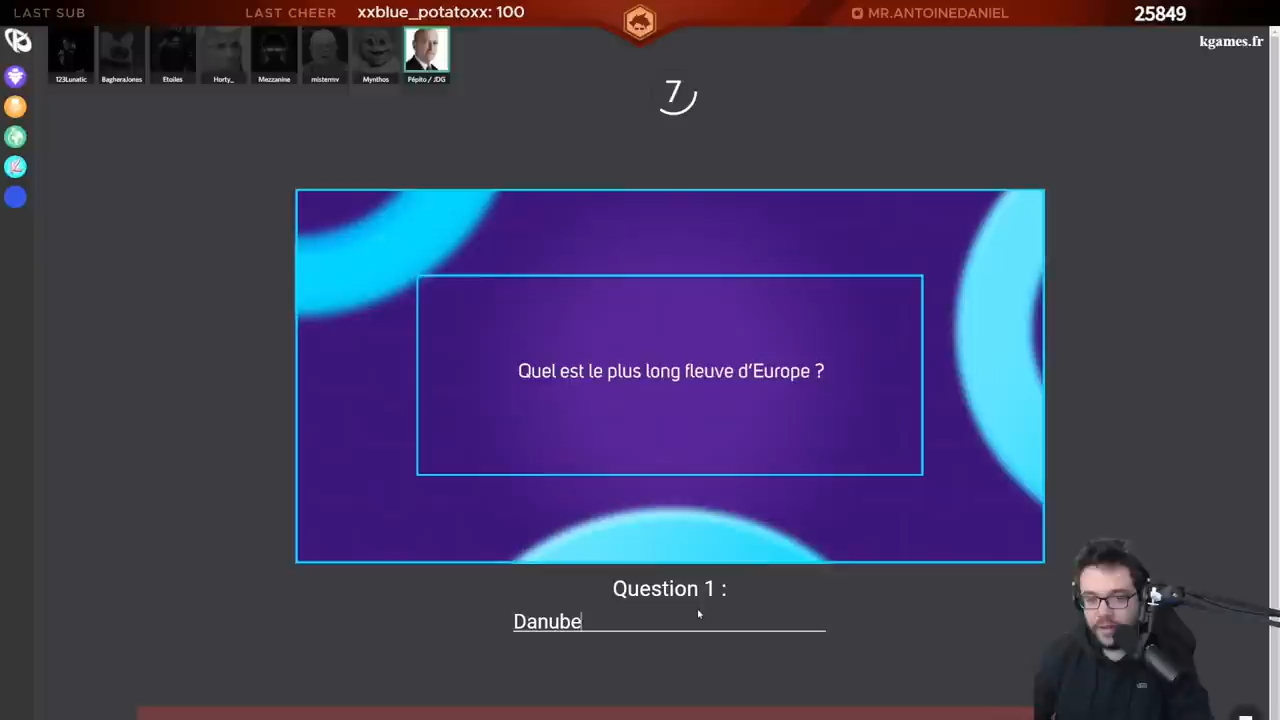 LAST SUB
LAST CHEER
xxblue_potatoxx: 100
MR.ANTOINEDANIEL
25849
kgames.fr
123Lunatic
BagheraJones
Etoiles
Horty_
Mezzanine
mistermv
Mynthos
Pépito / JDG
7
Quel est le plus long fleuve d'Europe ?
Question 1 :
Danube